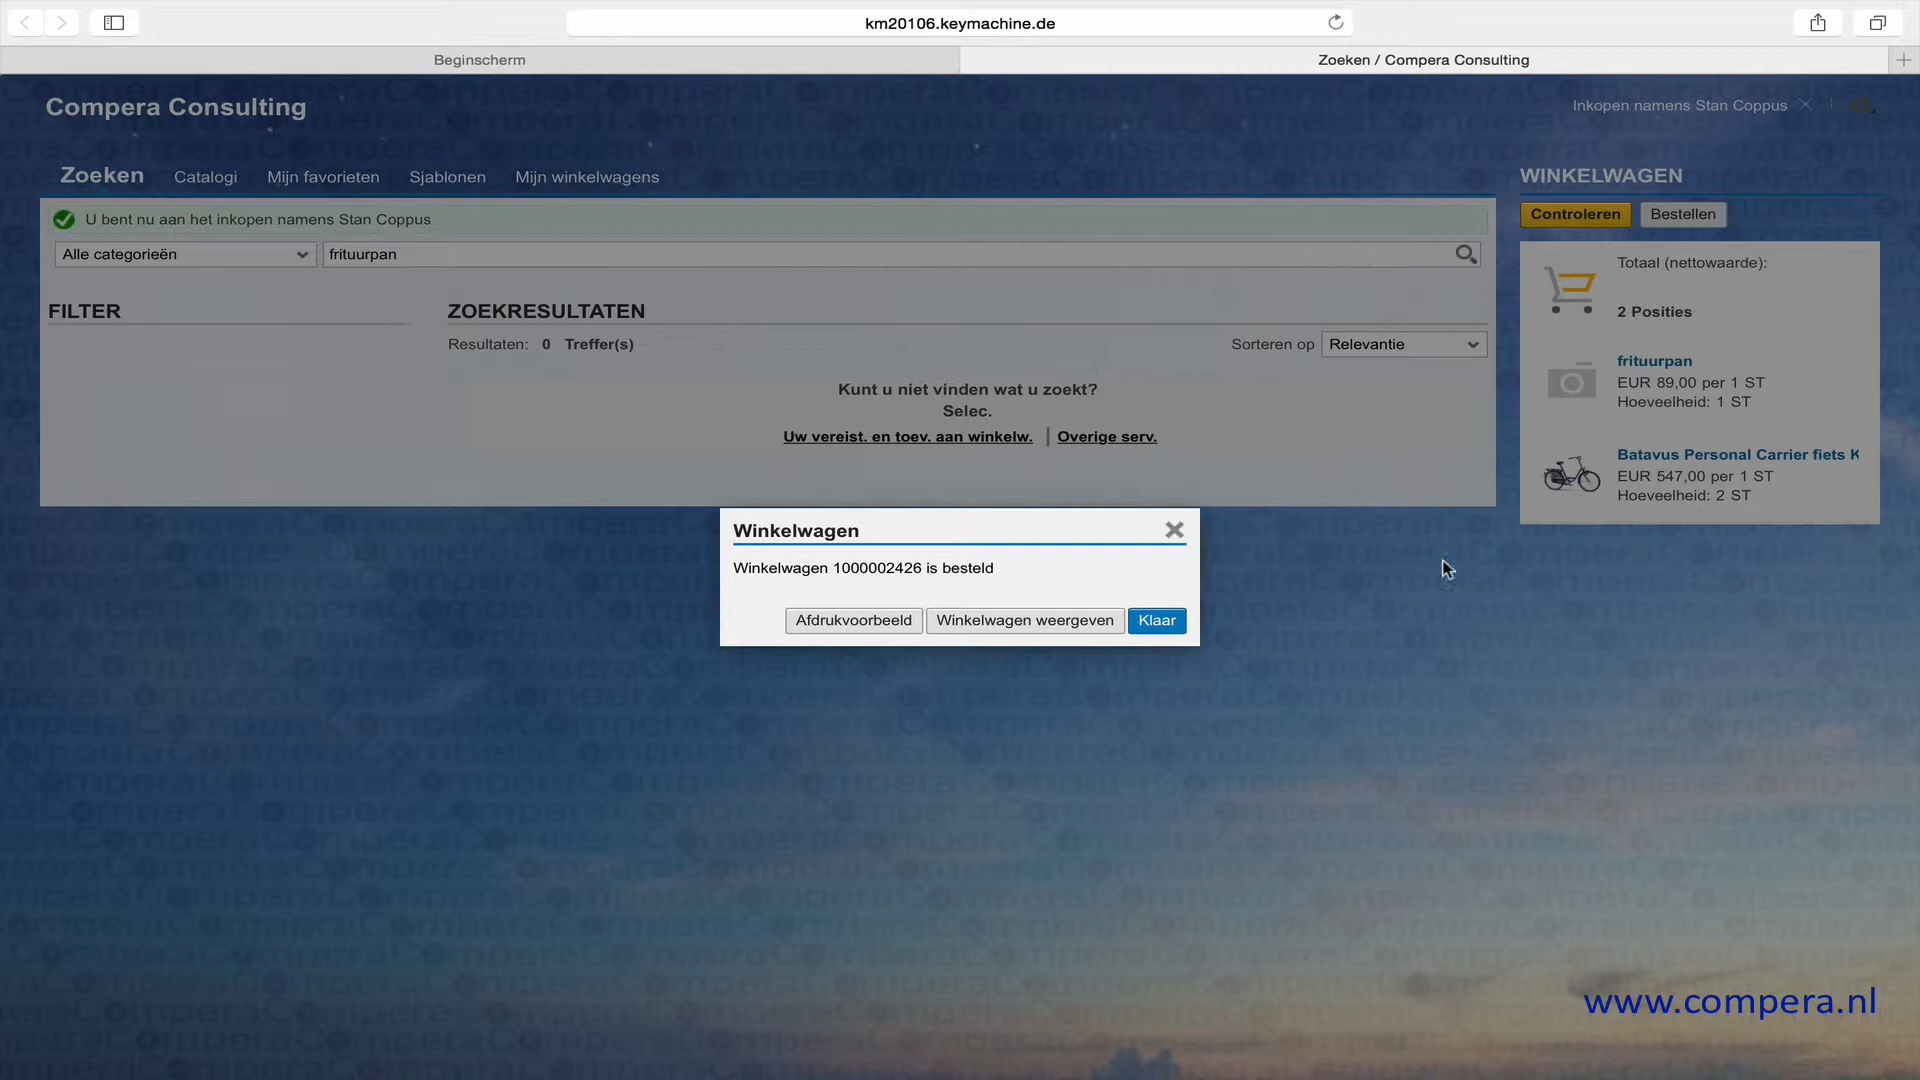 km20106.keymachine.de
Beginscherm
Zoeken / Compera Consulting
Compera Consulting
Inkopen namens Stan Coppus
Zoeken Catalogi Mijn favorieten Sjablonen Mijn winkelwagens
WINKELWAGEN
U bent nu aan het inkopen namens Stan Coppus
Controleren Bestellen
Alle categorieën frituurpan
Totaal (nettowaarde):
FILTER
ZOEKRESULTATEN
2 Posities
Resultaten: 0 Treffer(s)
Sorteren op Relevantie
frituurpan
EUR 89,00 per 1 ST
Hoeveelheid: 1 ST
Kunt u niet vinden wat u zoekt?
Selec.
Uw vereist. en toev. aan winkelw. | Overige serv.
Batavus Personal Carrier fiets K
EUR 547,00 per 1 ST
Hoeveelheid: 2 ST
Winkelwagen
Winkelwagen 1000002426 is besteld
Afdrukvoorbeeld Winkelwagen weergeven Klaar
www.compera.nl